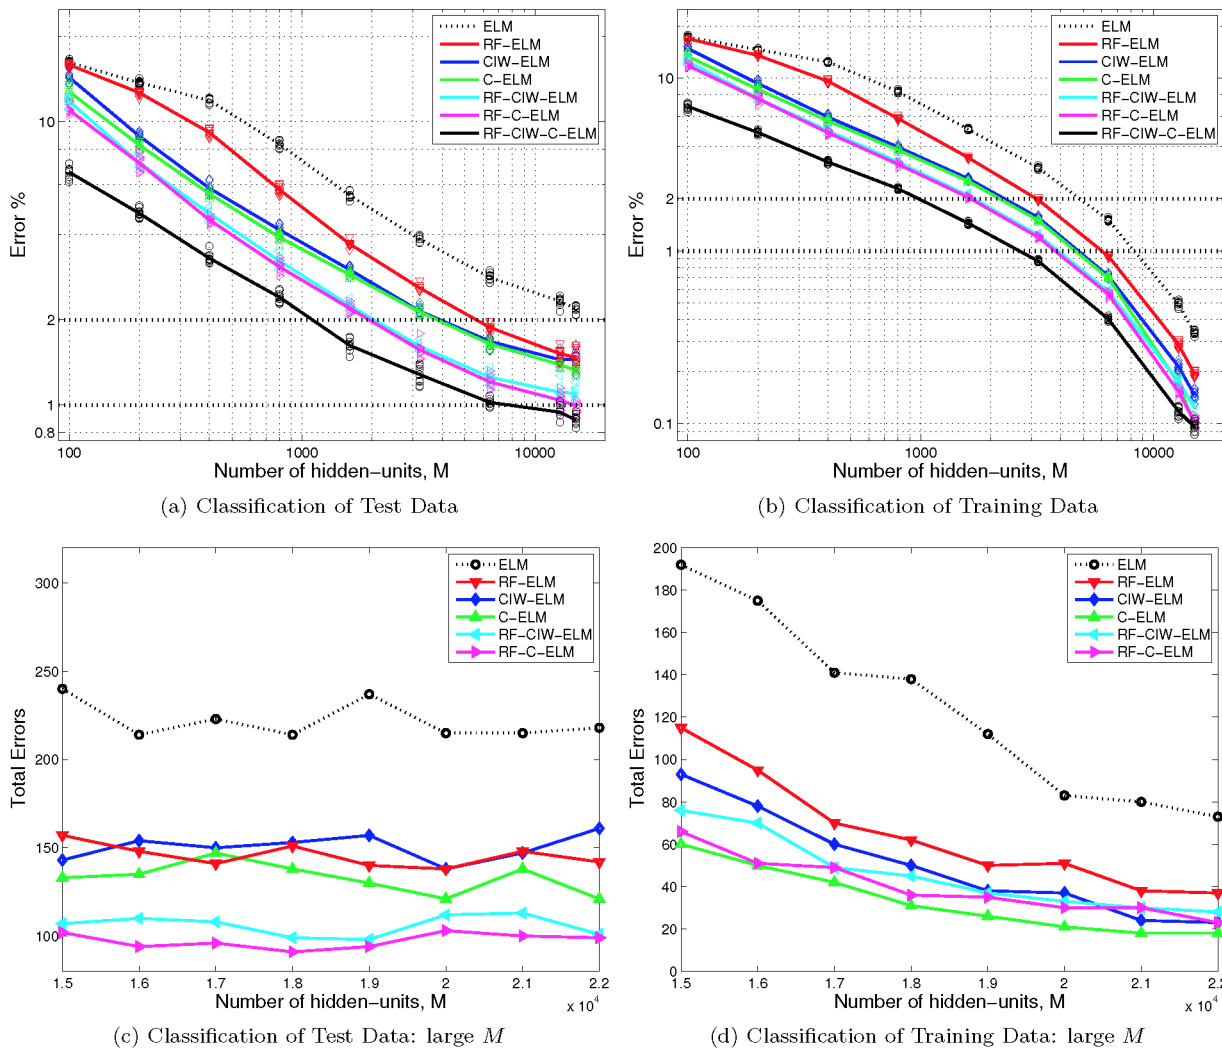 ELM
RF-ELM
CIW-ELM
C-ELM
RF-CIW-ELM
RF-C-ELM
RF-CIW-C-ELM
Error %
10
2
1
0.8
100
1000
10000
Number of hidden-units, M
(a) Classification of Test Data
ELM
RF-ELM
CIW-ELM
C-ELM
RF-CIW-ELM
RF-C-ELM
RF-CIW-C-ELM
Error %
10
2
1
0.1
100
1000
10000
Number of hidden-units, M
(b) Classification of Training Data
ELM
RF-ELM
CIW-ELM
C-ELM
RF-CIW-ELM
RF-C-ELM
Total Errors
300
250
200
150
100
1.5 1.6 1.7 1.8 1.9 2 2.1 2.2
x 10⁴
Number of hidden-units, M
(c) Classification of Test Data: large M
ELM
RF-ELM
CIW-ELM
C-ELM
RF-CIW-ELM
RF-C-ELM
Total Errors
200
180
160
140
120
100
80
60
40
20
0
1.5 1.6 1.7 1.8 1.9 2 2.1 2.2
x 10⁴
Number of hidden-units, M
(d) Classification of Training Data: large M